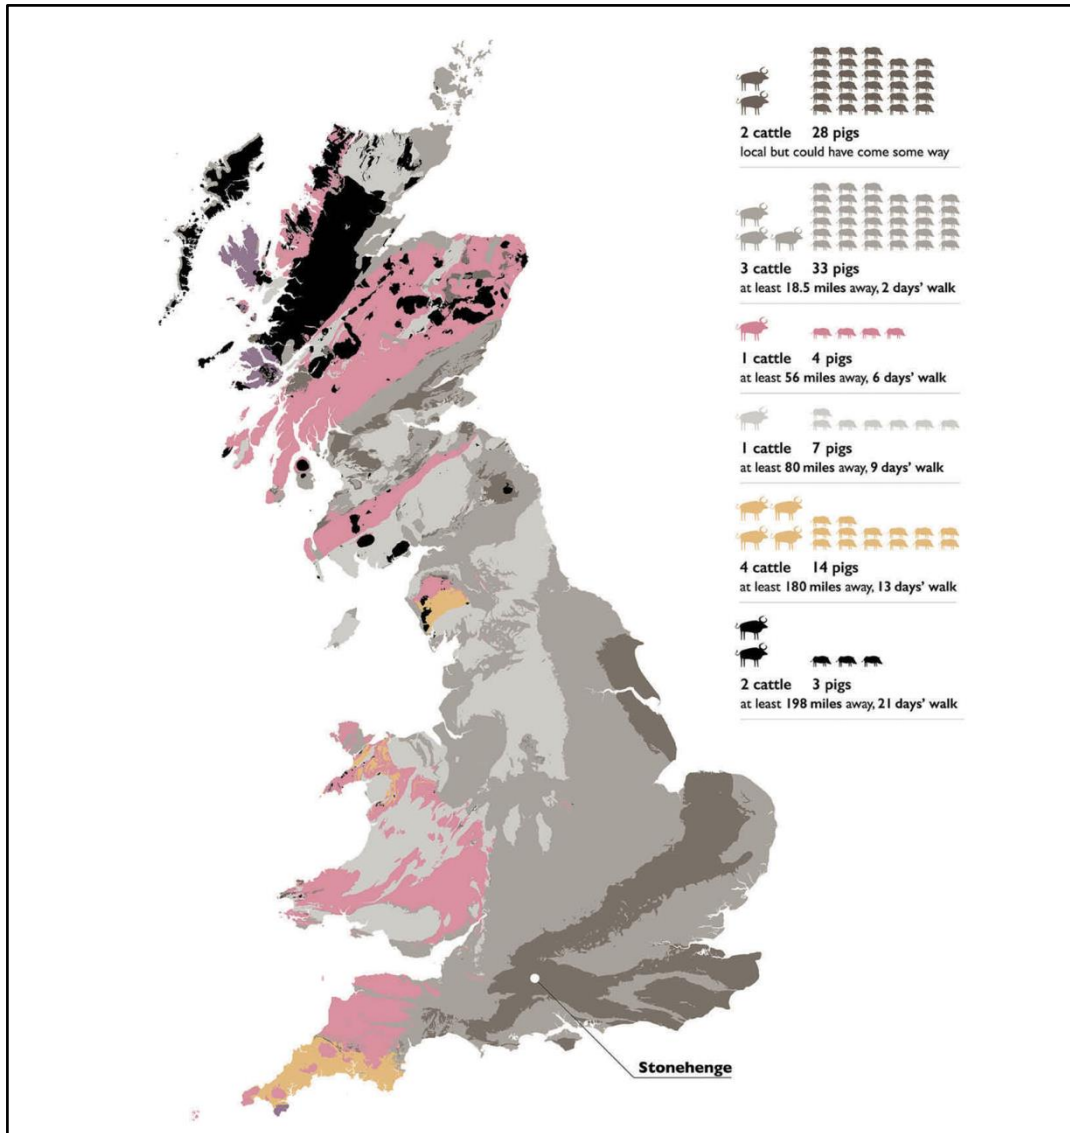 2 cattle 28 pigs
local but could have come some way
3 cattle 33 pigs
at least 18.5 miles away, 2 days' walk
1 cattle 4 pigs
at least 56 miles away, 6 days' walk
1 cattle 7 pigs
at least 80 miles away, 9 days' walk
4 cattle 14 pigs
at least 180 miles away, 13 days' walk
2 cattle 3 pigs
at least 198 miles away, 21 days' walk
Stonehenge